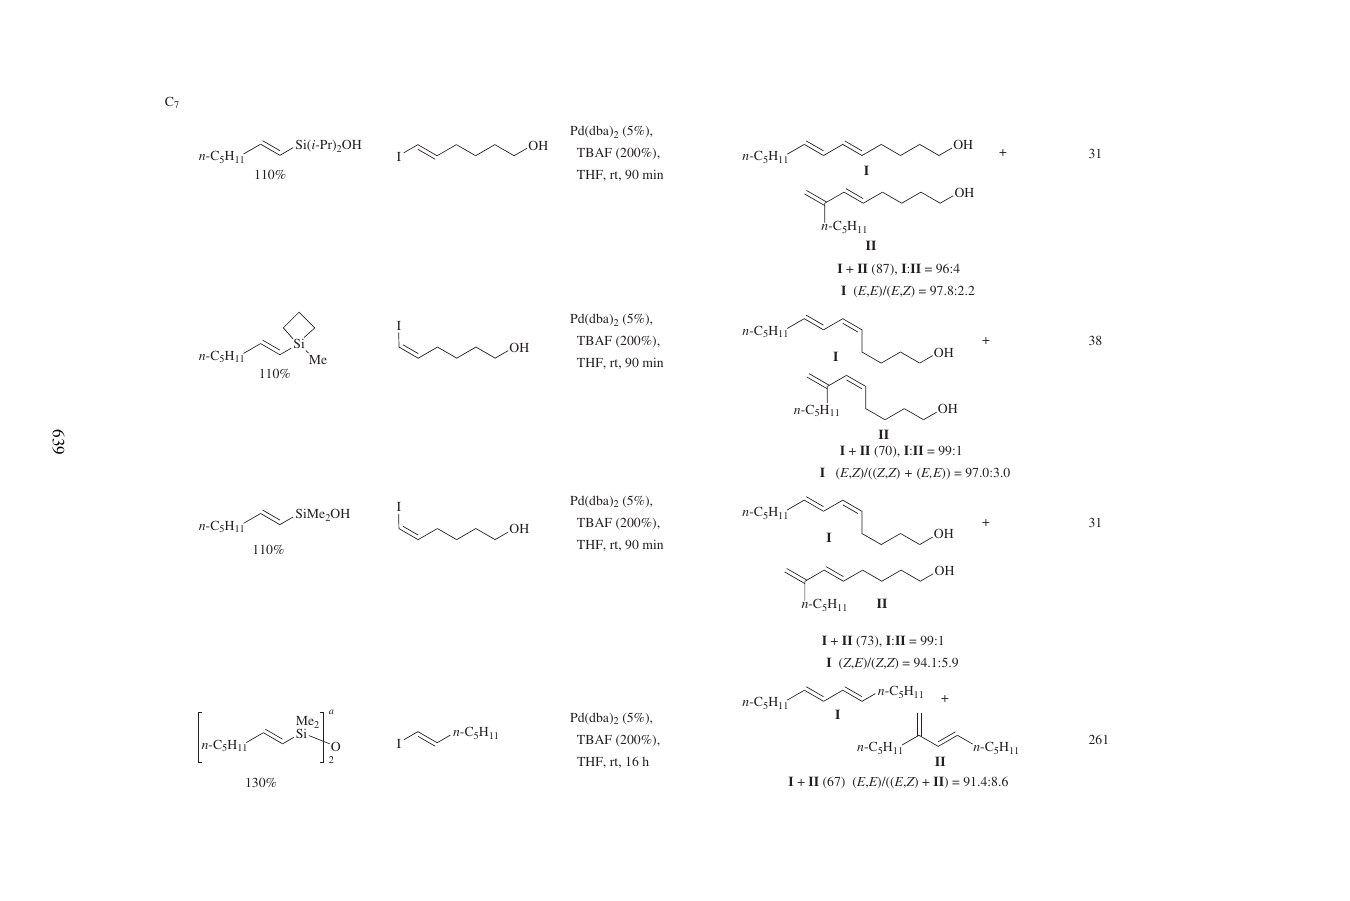 C7
n-C5H11 Si(i-Pr)2OH
110%
I OH
Pd(dba)2 (5%),
TBAF (200%),
THF, rt, 90 min
n-C5H11 OH +
I
OH
n-C5H11
II
I + II (87), I:II = 96:4
I (E,E)/(E,Z) = 97.8:2.2
31
n-C5H11 Si
Me
110%
I
OH
Pd(dba)2 (5%),
TBAF (200%),
THF, rt, 90 min
n-C5H11
OH +
I
n-C5H11 OH
II
I + II (70), I:II = 99:1
I (E,Z)/((Z,Z) + (E,E)) = 97.0:3.0
38
639
n-C5H11 SiMe2OH
110%
I
OH
Pd(dba)2 (5%),
TBAF (200%),
THF, rt, 90 min
n-C5H11
OH +
I
OH
n-C5H11 II
I + II (73), I:II = 99:1
I (Z,E)/(Z,Z) = 94.1:5.9
31
Me2 a
n-C5H11 Si O
2
130%
I n-C5H11
Pd(dba)2 (5%),
TBAF (200%),
THF, rt, 16 h
n-C5H11 n-C5H11 +
I
n-C5H11 n-C5H11
II
I + II (67) (E,E)/((E,Z) + II) = 91.4:8.6
261